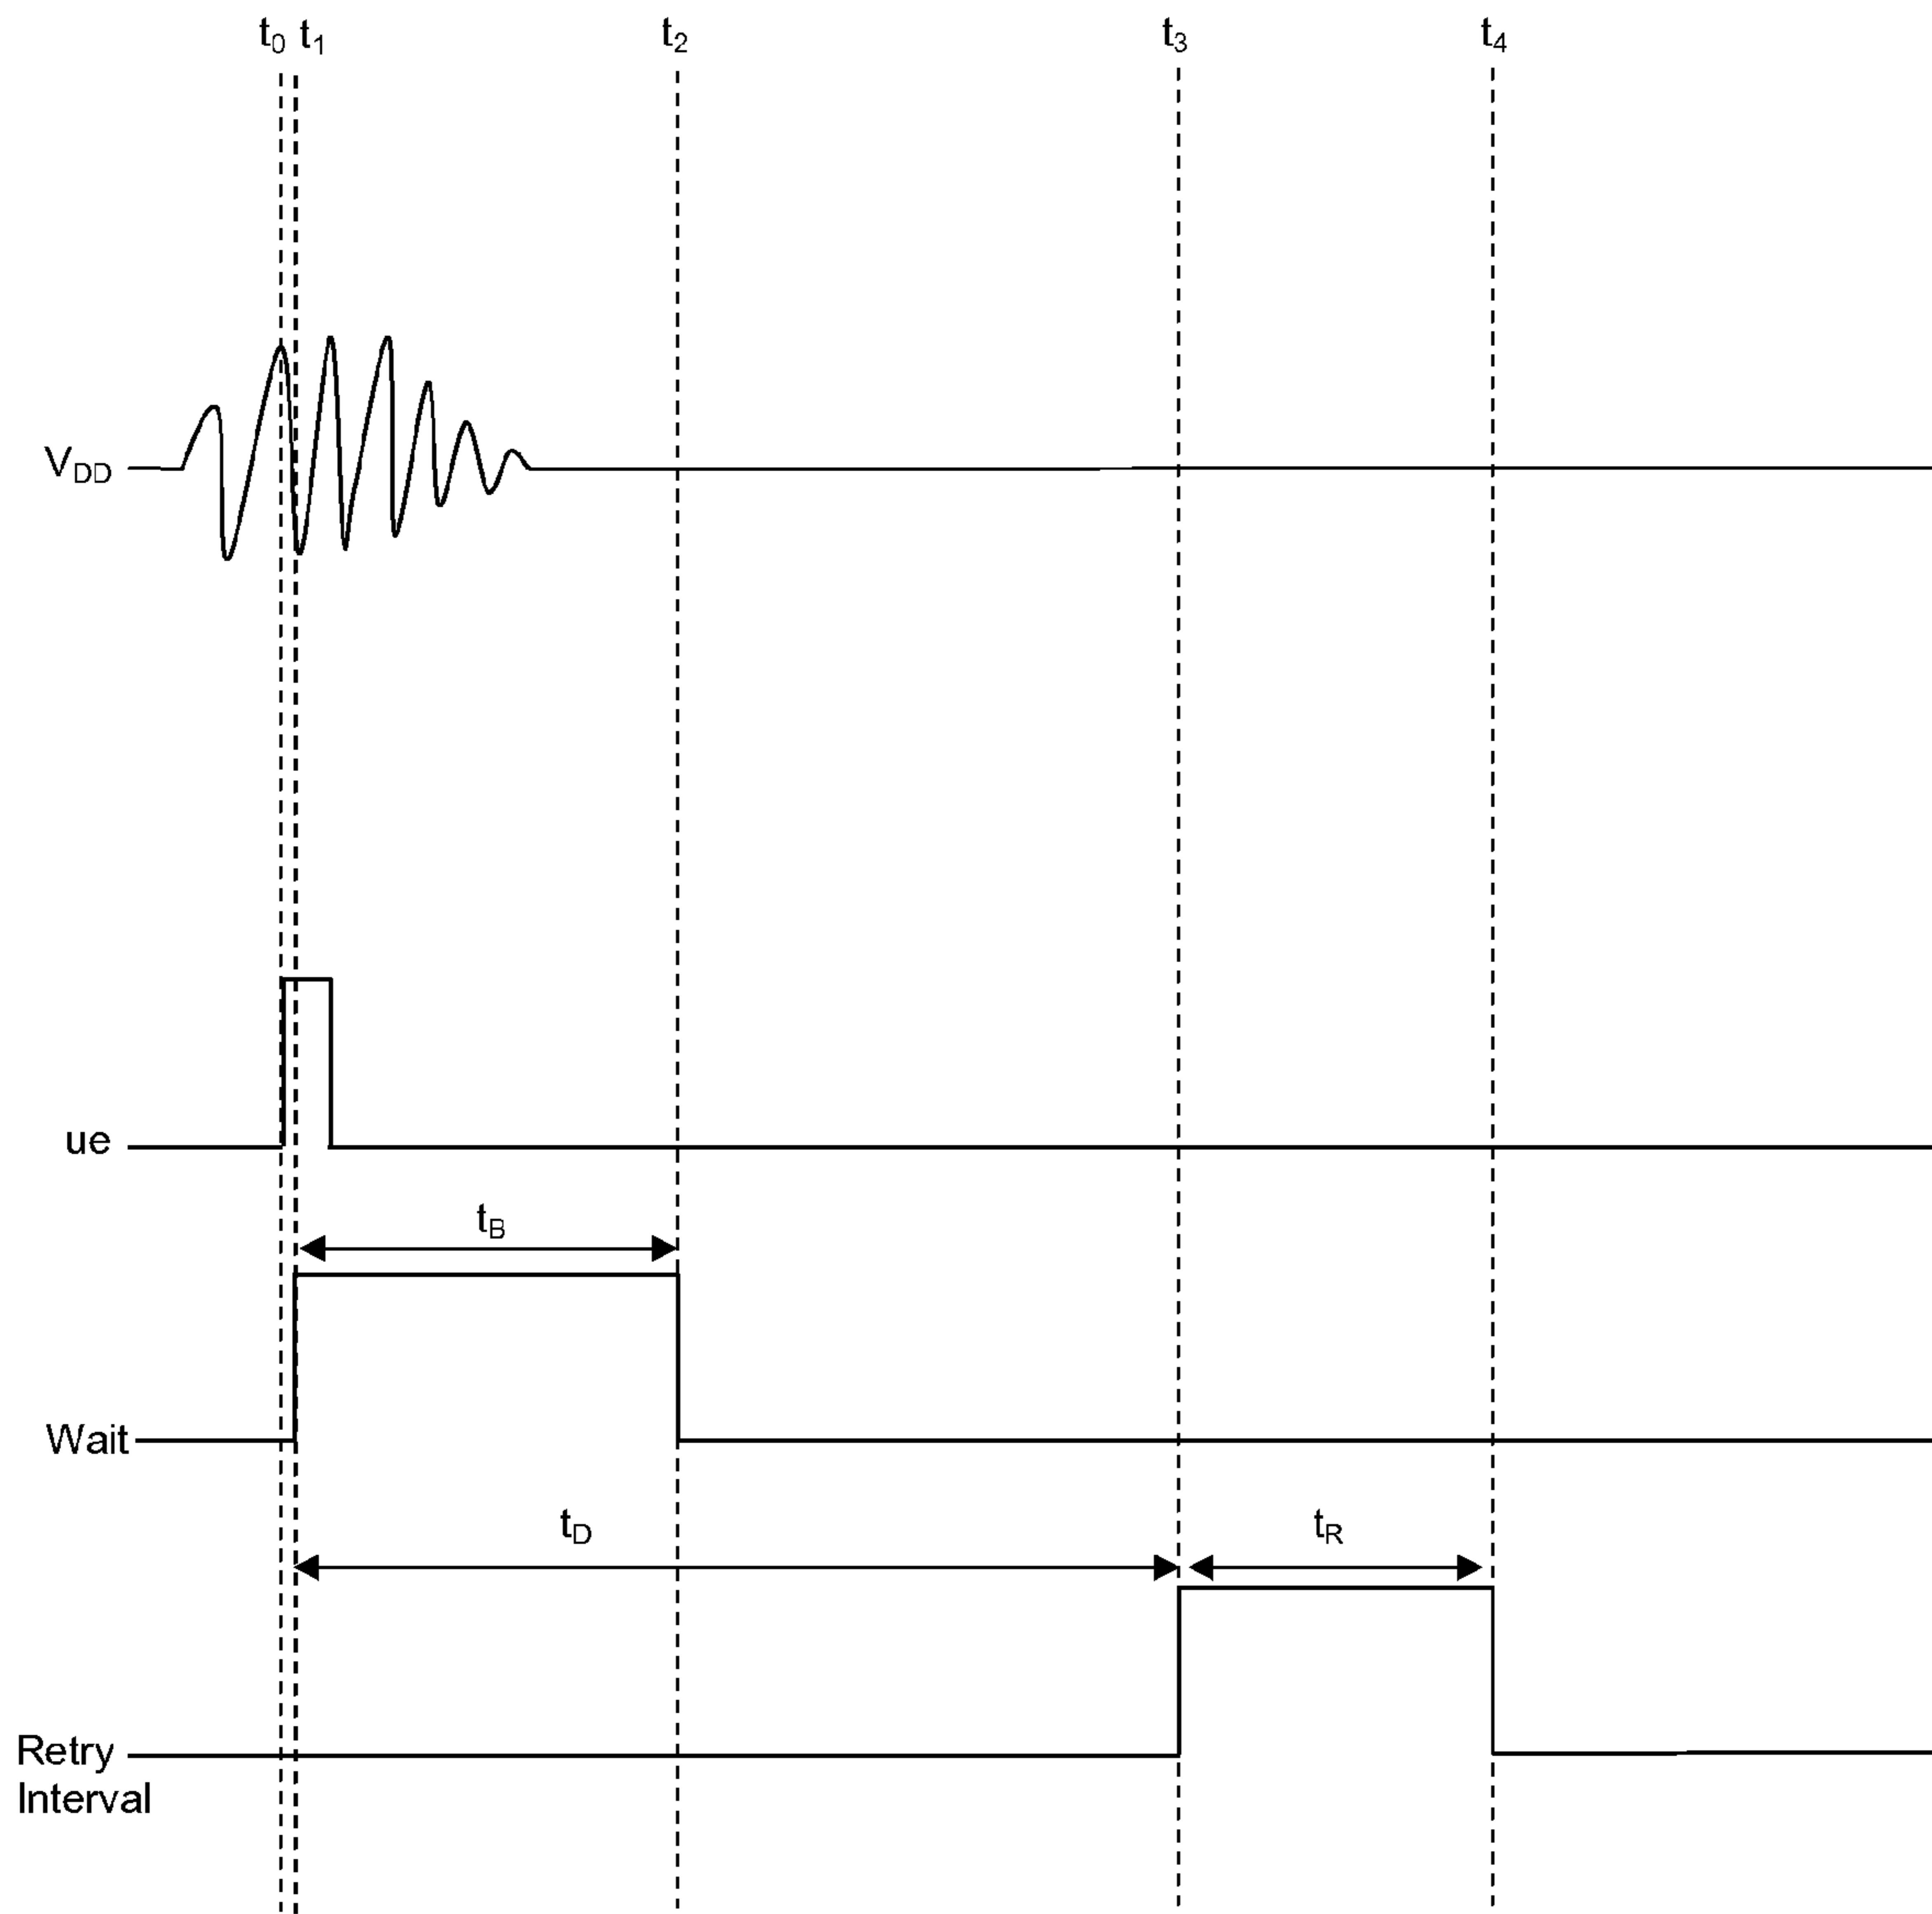 t0 t1 t2 t3 t4
VDD
ue
tB
Wait
tD tR
Retry
Interval